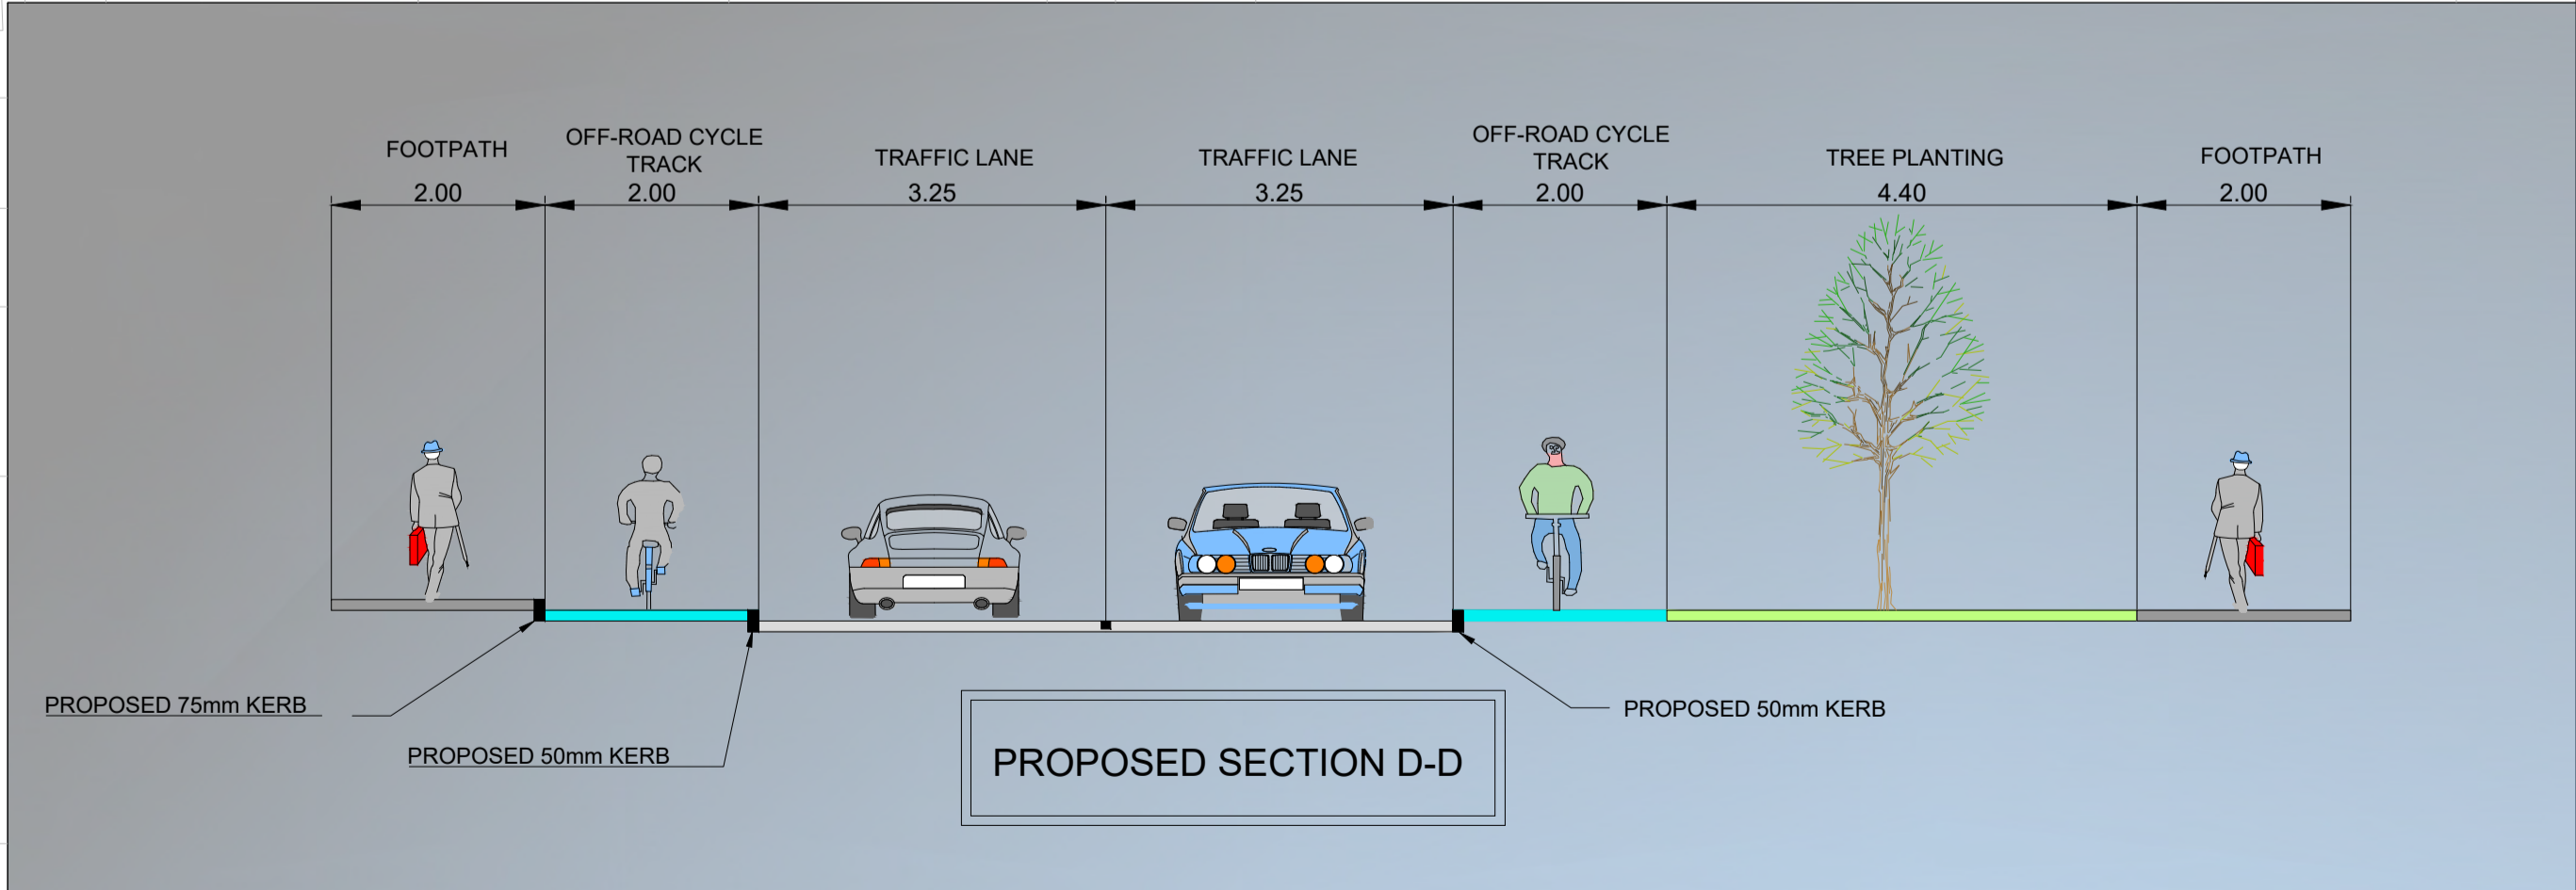 FOOTPATH
2.00
OFF-ROAD CYCLE
TRACK
2.00
TRAFFIC LANE
3.25
TRAFFIC LANE
3.25
OFF-ROAD CYCLE
TRACK
2.00
TREE PLANTING
4.40
FOOTPATH
2.00
PROPOSED 75mm KERB
PROPOSED 50mm KERB
PROPOSED 50mm KERB
PROPOSED SECTION D-D